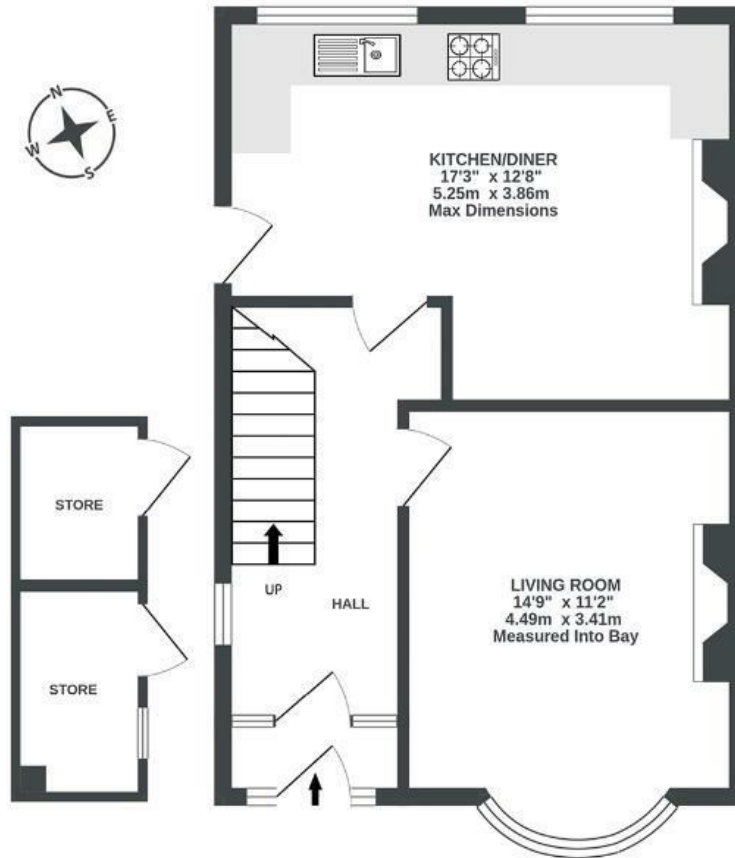 N
E
W
S
KITCHEN/DINER
17'3" x 12'8"
5.25m x 3.86m
Max Dimensions
STORE
STORE
UP
HALL
LIVING ROOM
14'9" x 11'2"
4.49m x 3.41m
Measured Into Bay